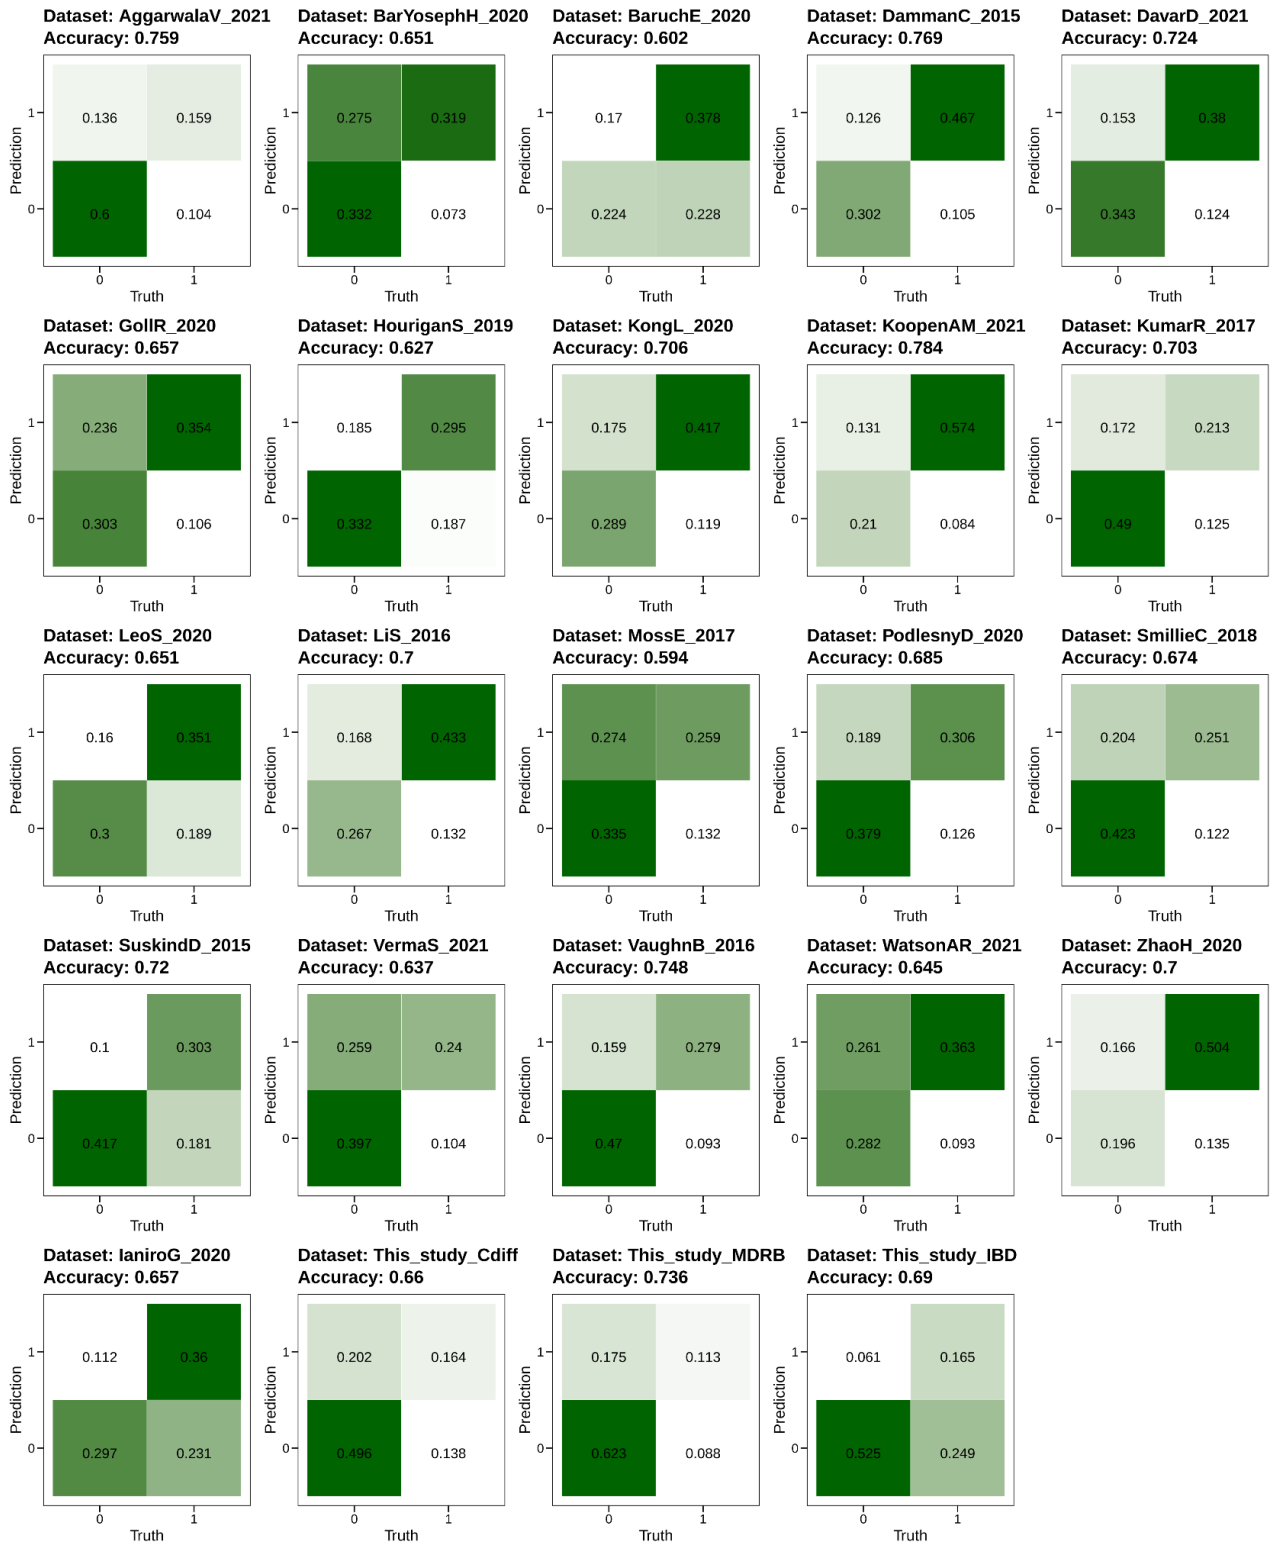 Dataset: AggarwalaV_2021
Accuracy: 0.759
Prediction
1
0
0.136
0.159
0.6
0.104
0
1
Truth
Dataset: BarYosephH_2020
Accuracy: 0.651
Prediction
1
0
0.275
0.319
0.332
0.073
0
1
Truth
Dataset: BaruchE_2020
Accuracy: 0.602
Prediction
1
0
0.17
0.378
0.224
0.228
0
1
Truth
Dataset: DammanC_2015
Accuracy: 0.769
Prediction
1
0
0.126
0.467
0.302
0.105
0
1
Truth
Dataset: DavarD_2021
Accuracy: 0.724
Prediction
1
0
0.153
0.38
0.343
0.124
0
1
Truth
Dataset: GollR_2020
Accuracy: 0.657
Prediction
1
0
0.236
0.354
0.303
0.106
0
1
Truth
Dataset: HouriganS_2019
Accuracy: 0.627
Prediction
1
0
0.185
0.295
0.332
0.187
0
1
Truth
Dataset: KongL_2020
Accuracy: 0.706
Prediction
1
0
0.175
0.417
0.289
0.119
0
1
Truth
Dataset: KoopenAM_2021
Accuracy: 0.784
Prediction
1
0
0.131
0.574
0.21
0.084
0
1
Truth
Dataset: KumarR_2017
Accuracy: 0.703
Prediction
1
0
0.172
0.213
0.49
0.125
0
1
Truth
Dataset: LeoS_2020
Accuracy: 0.651
Prediction
1
0
0.16
0.351
0.3
0.189
0
1
Truth
Dataset: LiS_2016
Accuracy: 0.7
Prediction
1
0
0.168
0.433
0.267
0.132
0
1
Truth
Dataset: MossE_2017
Accuracy: 0.594
Prediction
1
0
0.274
0.259
0.335
0.132
0
1
Truth
Dataset: PodlesnyD_2020
Accuracy: 0.685
Prediction
1
0
0.189
0.306
0.379
0.126
0
1
Truth
Dataset: SmillieC_2018
Accuracy: 0.674
Prediction
1
0
0.204
0.251
0.423
0.122
0
1
Truth
Dataset: SuskindD_2015
Accuracy: 0.72
Prediction
1
0
0.1
0.303
0.417
0.181
0
1
Truth
Dataset: VermaS_2021
Accuracy: 0.637
Prediction
1
0
0.259
0.24
0.397
0.104
0
1
Truth
Dataset: VaughnB_2016
Accuracy: 0.748
Prediction
1
0
0.159
0.279
0.47
0.093
0
1
Truth
Dataset: WatsonAR_2021
Accuracy: 0.645
Prediction
1
0
0.261
0.363
0.282
0.093
0
1
Truth
Dataset: ZhaoH_2020
Accuracy: 0.7
Prediction
1
0
0.166
0.504
0.196
0.135
0
1
Truth
Dataset: IaniroG_2020
Accuracy: 0.657
Prediction
1
0
0.112
0.36
0.297
0.231
0
1
Truth
Dataset: This_study_Cdiff
Accuracy: 0.66
Prediction
1
0
0.202
0.164
0.496
0.138
0
1
Truth
Dataset: This_study_MDRB
Accuracy: 0.736
Prediction
1
0
0.175
0.113
0.623
0.088
0
1
Truth
Dataset: This_study_IBD
Accuracy: 0.69
Prediction
1
0
0.061
0.165
0.525
0.249
0
1
Truth